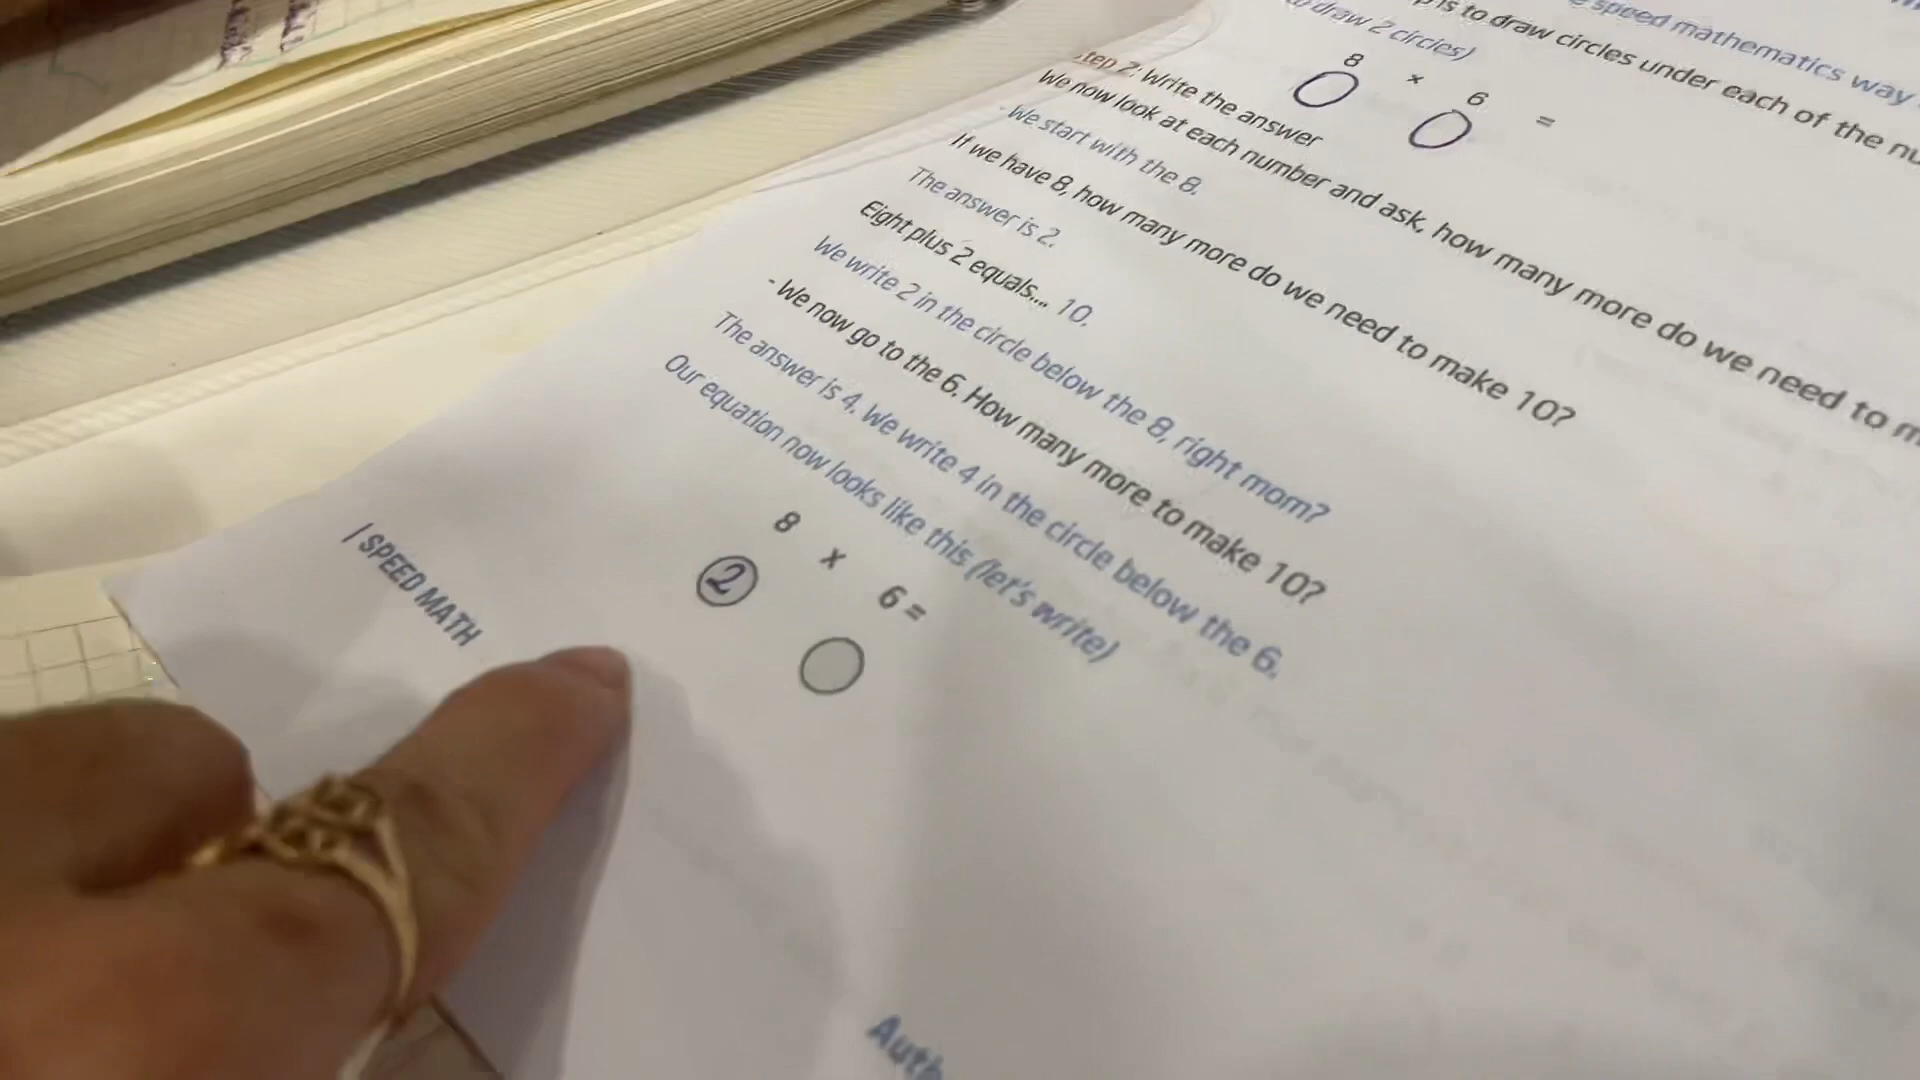 speed mathematics way
is to draw circles under each of the
draw 2 circles)
8 × 6 =
Step 2: Write the answer
We now look at each number and ask, how many more do we need to
- We start with the 8.
If we have 8, how many more do we need to make 10?
The answer is 2.
Eight plus 2 equals.... 10.
We write 2 in the circle below the 8, right mom?
- We now go to the 6. How many more to make 10?
The answer is 4. We write 4 in the circle below the 6.
Our equation now looks like this (let's write)
8 x 6 =
2
| SPEED MATH